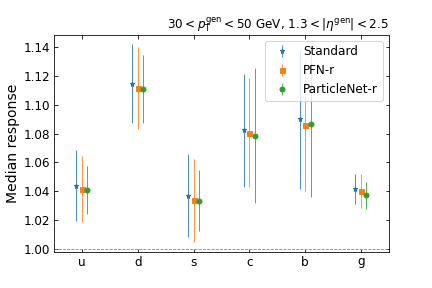 30 < p_T^gen < 50 GeV, 1.3 < |η^gen| < 2.5
Median response
1.14
1.12
1.10
1.08
1.06
1.04
1.02
1.00
Standard
PFN-r
ParticleNet-r
u d s c b g